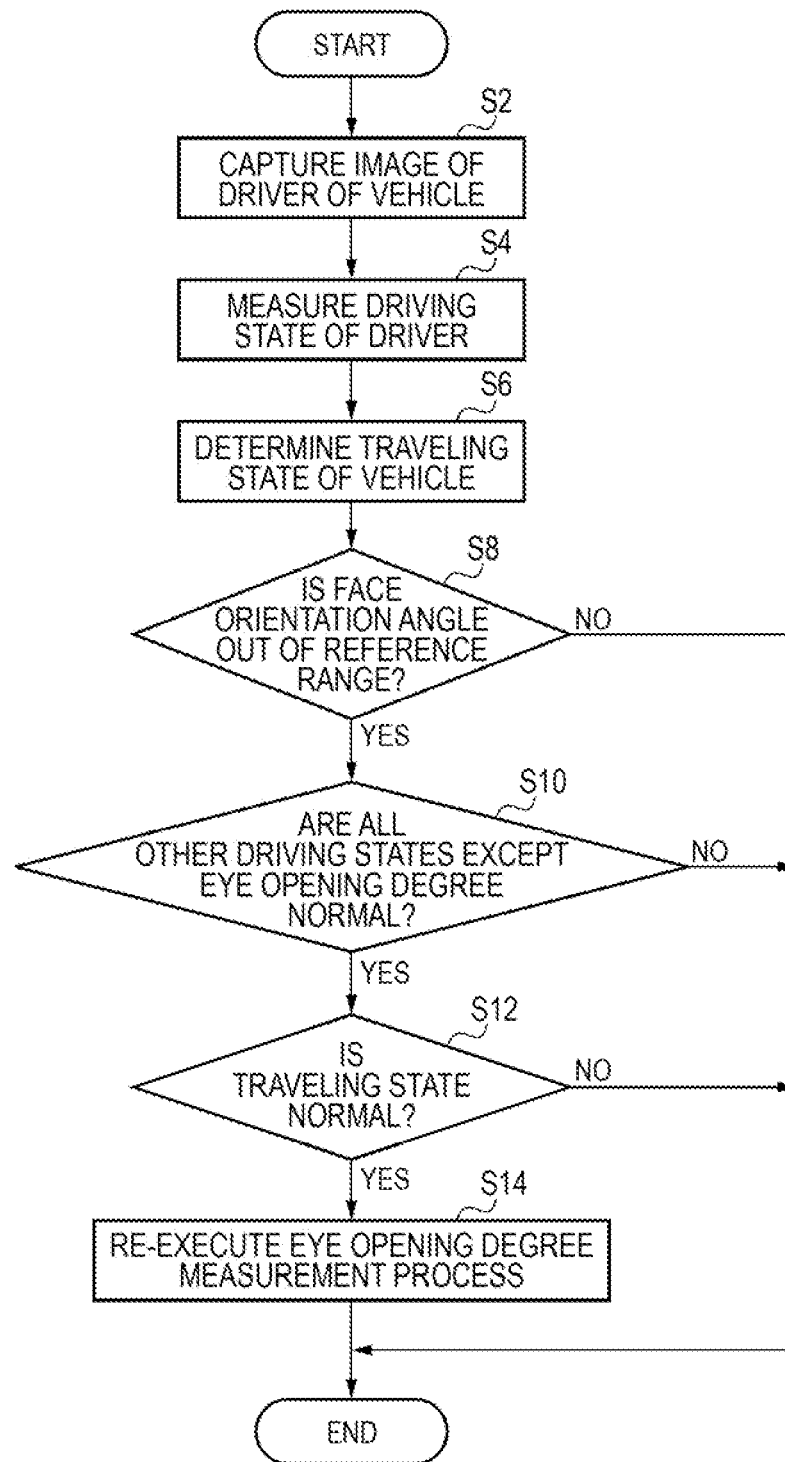 START
S2
CAPTURE IMAGE OF
DRIVER OF VEHICLE
S4
MEASURE DRIVING
STATE OF DRIVER
S6
DETERMINE TRAVELING
STATE OF VEHICLE
S8
IS FACE
ORIENTATION ANGLE
OUT OF REFERENCE
RANGE?
NO
YES
S10
ARE ALL
OTHER DRIVING STATES EXCEPT
EYE OPENING DEGREE
NORMAL?
NO
YES
S12
IS
TRAVELING STATE
NORMAL?
NO
YES
S14
RE-EXECUTE EYE OPENING DEGREE
MEASUREMENT PROCESS
END